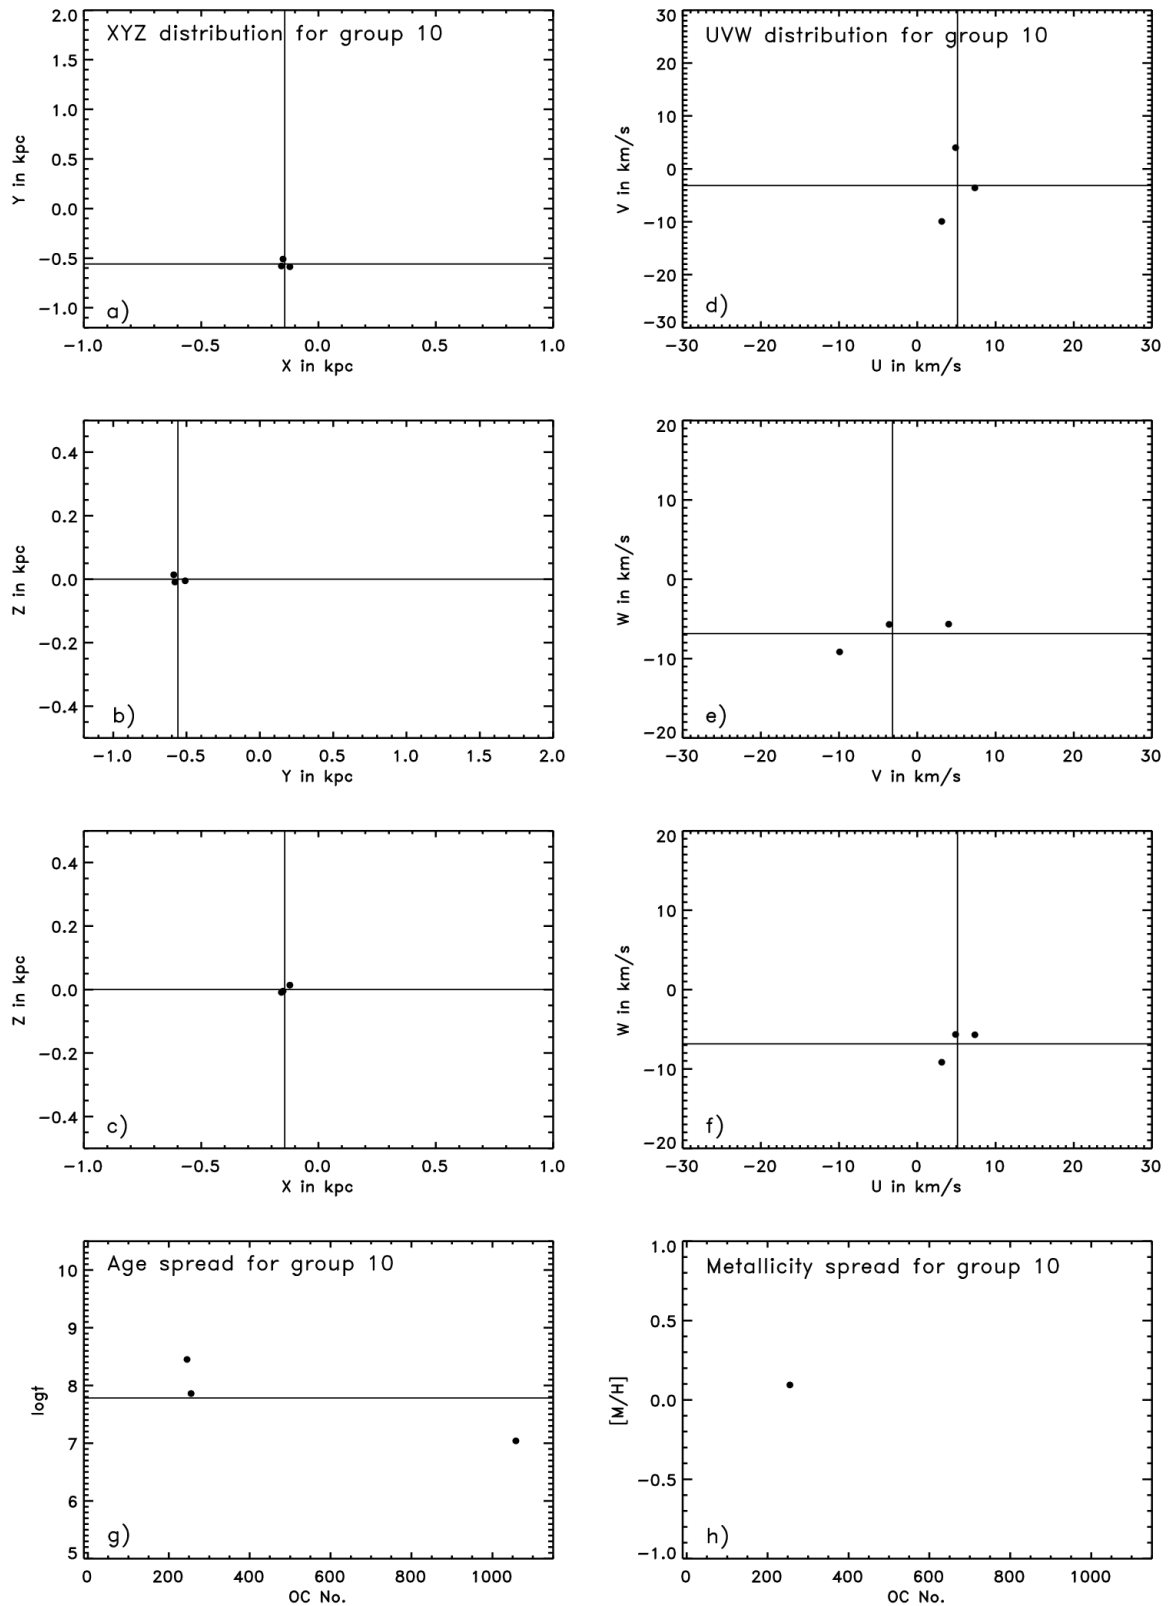 XYZ distribution for group 10
2.0
1.5
1.0
0.5
0.0
−0.5
−1.0
Y in kpc
a)
−1.0 −0.5 0.0 0.5 1.0
X in kpc
UVW distribution for group 10
30
20
10
0
−10
−20
−30
V in km/s
d)
−30 −20 −10 0 10 20 30
U in km/s
0.4
0.2
0.0
−0.2
−0.4
Z in kpc
b)
−1.0 −0.5 0.0 0.5 1.0 1.5 2.0
Y in kpc
20
10
0
−10
−20
W in km/s
e)
−30 −20 −10 0 10 20 30
V in km/s
0.4
0.2
0.0
−0.2
−0.4
Z in kpc
c)
−1.0 −0.5 0.0 0.5 1.0
X in kpc
20
10
0
−10
−20
W in km/s
f)
−30 −20 −10 0 10 20 30
U in km/s
Age spread for group 10
10
9
8
7
6
5
logt
g)
0 200 400 600 800 1000
OC No.
Metallicity spread for group 10
1.0
0.5
0.0
−0.5
−1.0
[M/H]
h)
0 200 400 600 800 1000
OC No.